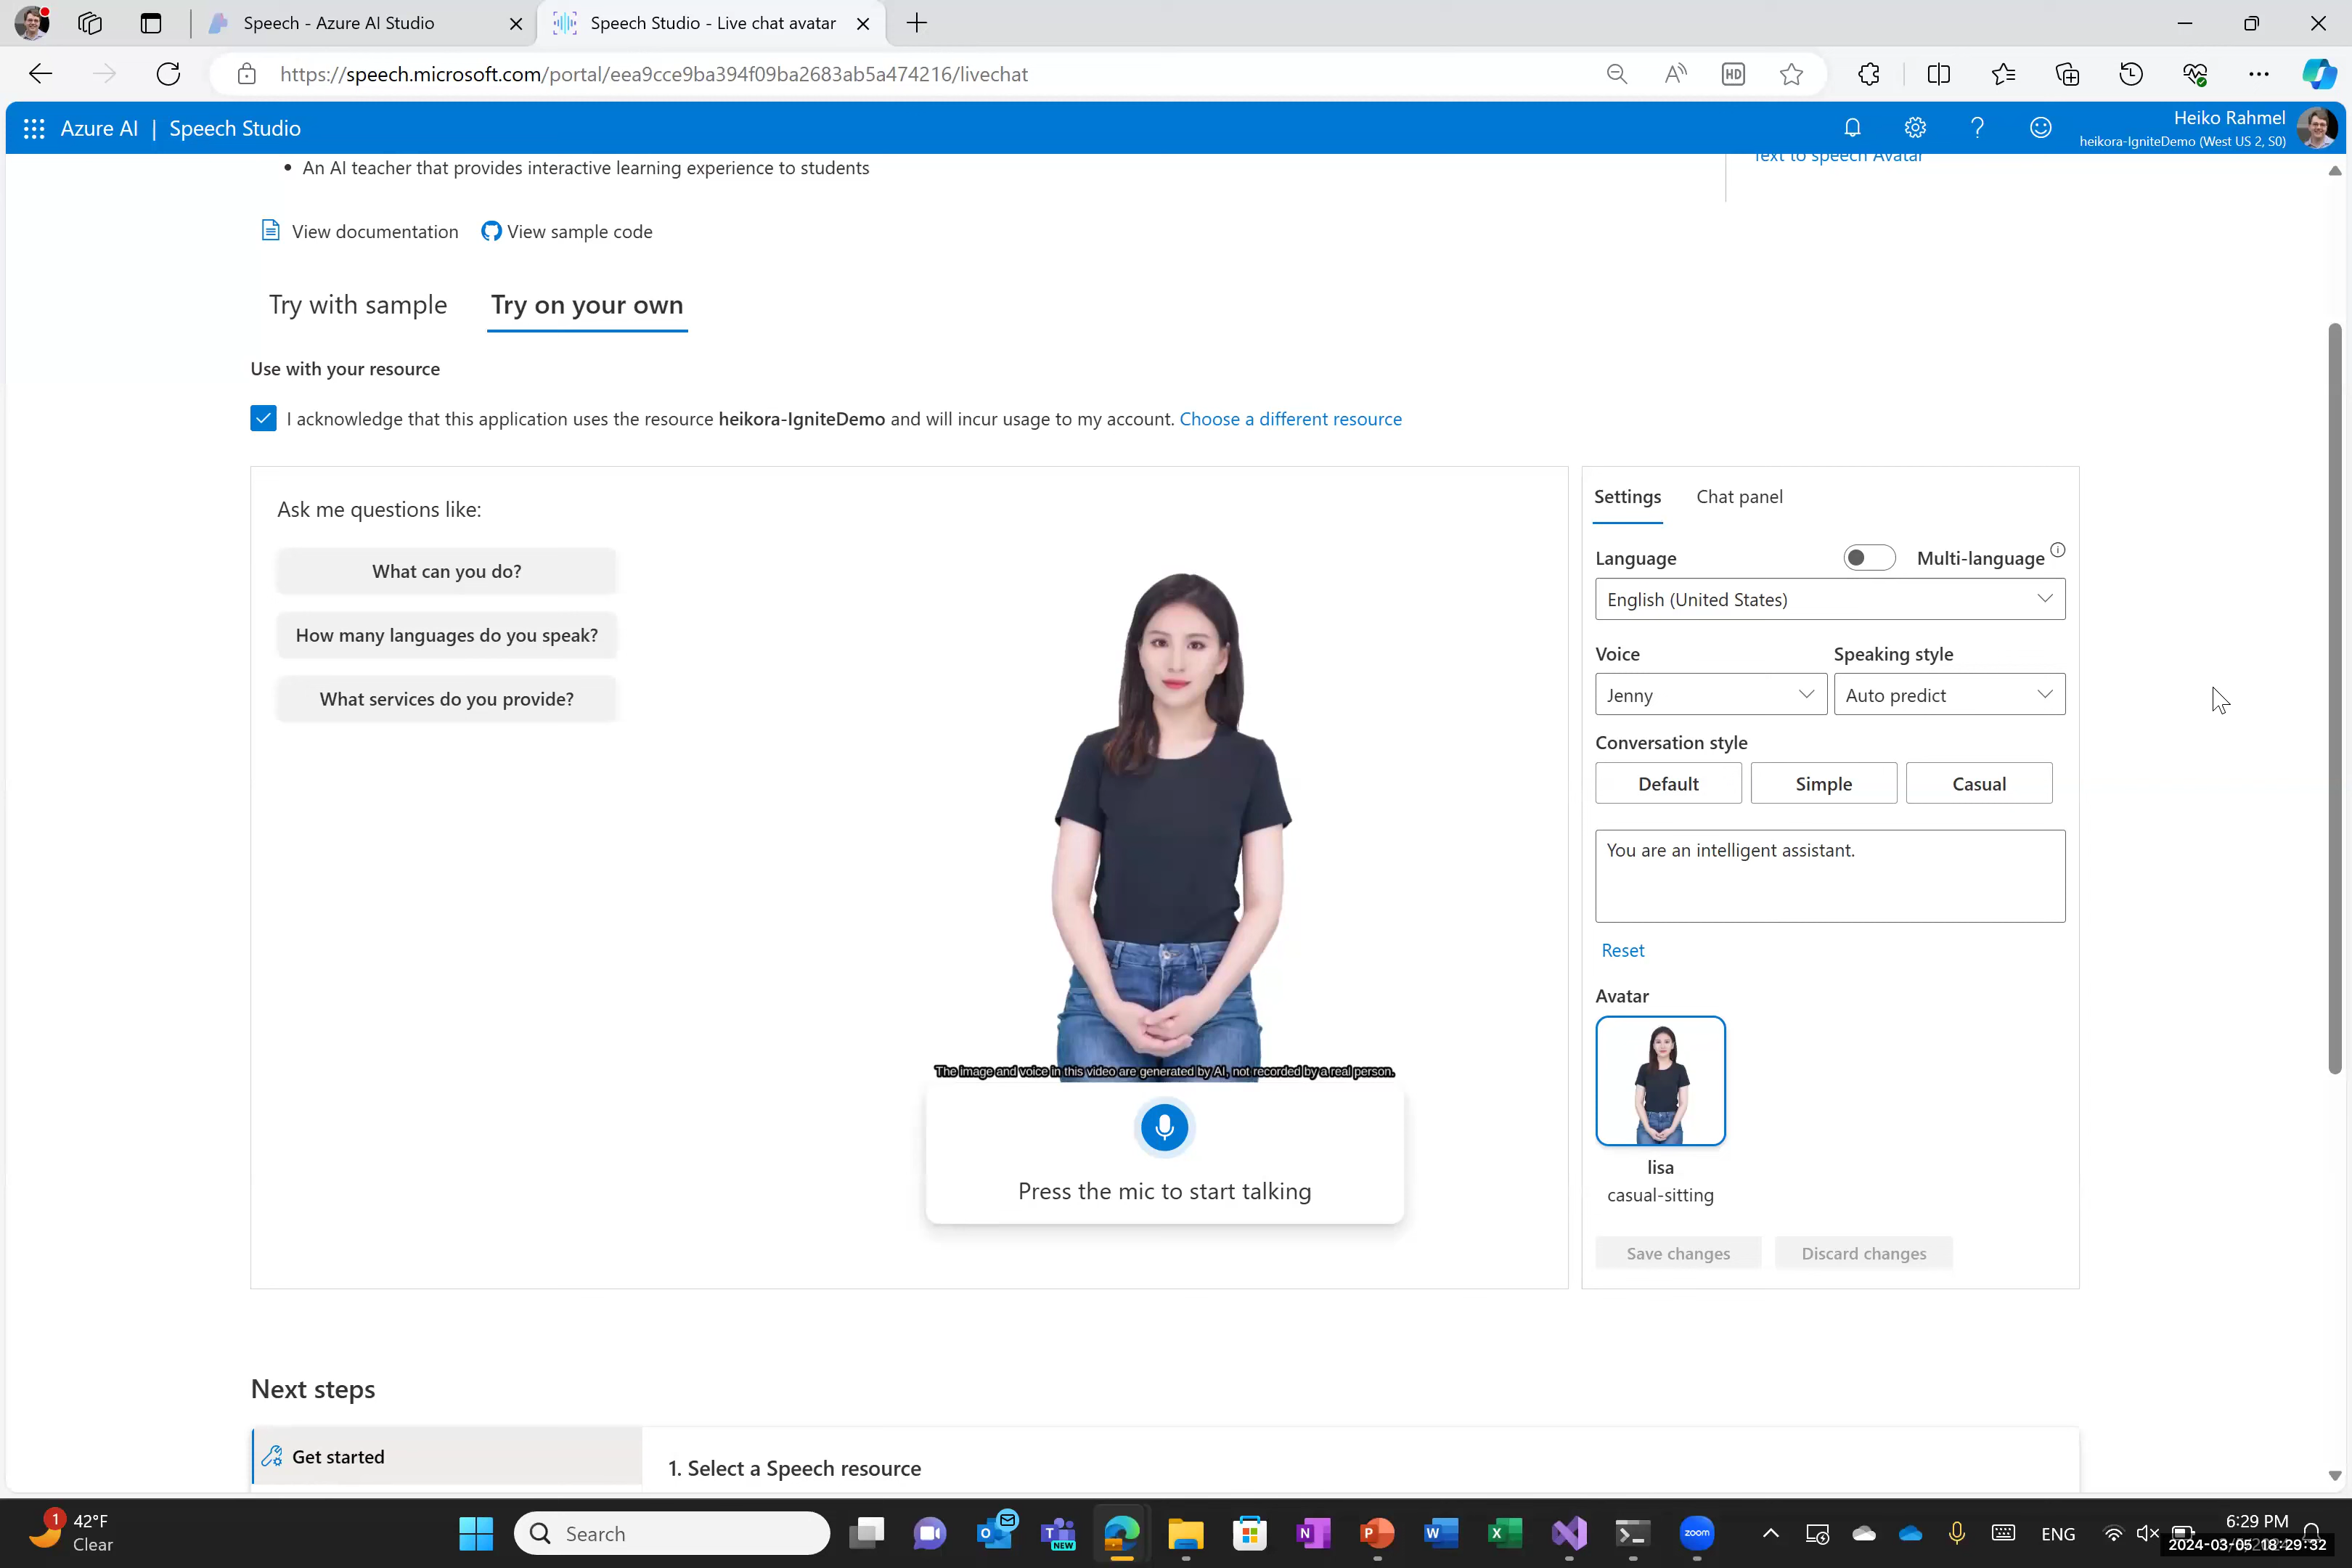 Speech - Azure AI Studio
Speech Studio - Live chat avatar
https://speech.microsoft.com/portal/eea9cce9ba394f09ba2683ab5a474216/livechat
HD
Azure AI | Speech Studio
Heiko Rahmel
heikora-IgniteDemo (West US 2, S0)
• An AI teacher that provides interactive learning experience to students
Text to speech Avatar
View documentation
View sample code
Try with sample
Try on your own
Use with your resource
I acknowledge that this application uses the resource heikora-IgniteDemo and will incur usage to my account. Choose a different resource
Ask me questions like:
What can you do?
How many languages do you speak?
What services do you provide?
The image and voice in this video are generated by AI, not recorded by a real person.
Press the mic to start talking
Settings
Chat panel
Language
Multi-language
English (United States)
Voice
Speaking style
Jenny
Auto predict
Conversation style
Default
Simple
Casual
You are an intelligent assistant.
Reset
Avatar
lisa
casual-sitting
Save changes
Discard changes
Next steps
Get started
1. Select a Speech resource
1
42°F
Clear
Search
NEW
zoom
ENG
6:29 PM
2024-03-05 18:29:32